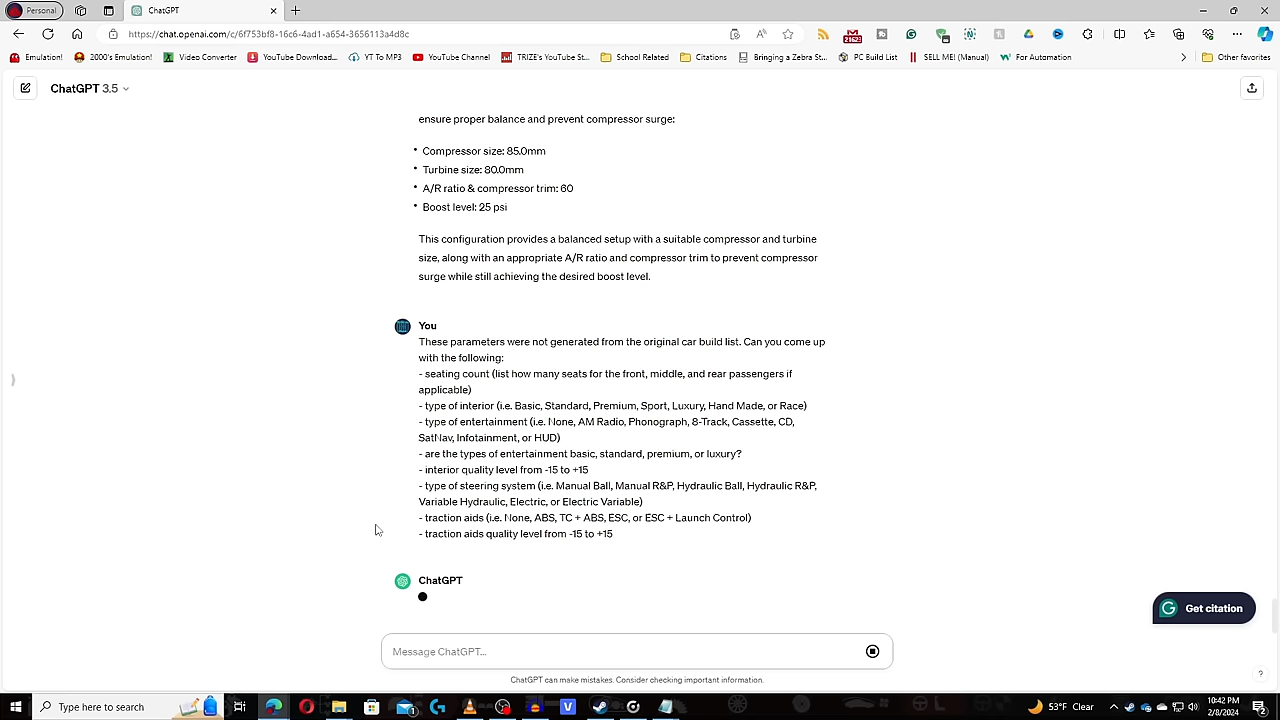 Personal
ChatGPT
https://chat.openai.com/c/6f753bf8-16c6-4ad1-a654-3656113a4d8c
Emulation!
2000's Emulation!
Video Converter
YouTube Download...
YT To MP3
YouTube Channel
TRIZE's YouTube St...
School Related
Citations
Bringing a Zebra St...
PC Build List
SELL ME! (Manual)
For Automation
Other favorites
ChatGPT 3.5
ensure proper balance and prevent compressor surge:
• Compressor size: 85.0mm
• Turbine size: 80.0mm
• A/R ratio & compressor trim: 60
• Boost level: 25 psi
This configuration provides a balanced setup with a suitable compressor and turbine
size, along with an appropriate A/R ratio and compressor trim to prevent compressor
surge while still achieving the desired boost level.
You
These parameters were not generated from the original car build list. Can you come up
with the following:
- seating count (list how many seats for the front, middle, and rear passengers if
applicable)
- type of interior (i.e. Basic, Standard, Premium, Sport, Luxury, Hand Made, or Race)
- type of entertainment (i.e. None, AM Radio, Phonograph, 8-Track, Cassette, CD,
SatNav, Infotainment, or HUD)
- are the types of entertainment basic, standard, premium, or luxury?
- interior quality level from -15 to +15
- type of steering system (i.e. Manual Ball, Manual R&P, Hydraulic Ball, Hydraulic R&P,
Variable Hydraulic, Electric, or Electric Variable)
- traction aids (i.e. None, ABS, TC + ABS, ESC, or ESC + Launch Control)
- traction aids quality level from -15 to +15
ChatGPT
Get citation
Message ChatGPT...
ChatGPT can make mistakes. Consider checking important information.
?
Type here to search
53°F Clear
10:42 PM
2/8/2024